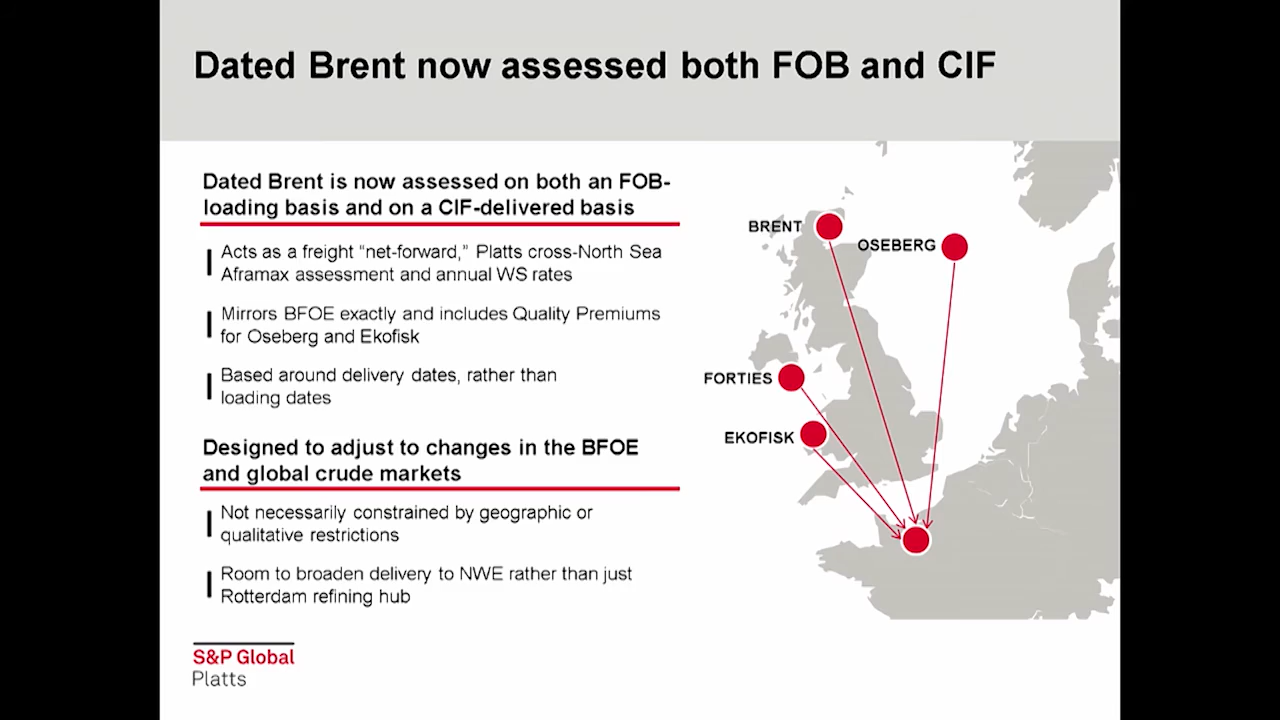 Dated Brent now assessed both FOB and CIF
Dated Brent is now assessed on both an FOB-
loading basis and on a CIF-delivered basis
Acts as a freight “net-forward,” Platts cross-North Sea
Aframax assessment and annual WS rates
Mirrors BFOE exactly and includes Quality Premiums
for Oseberg and Ekofisk
Based around delivery dates, rather than
loading dates
Designed to adjust to changes in the BFOE
and global crude markets
Not necessarily constrained by geographic or
qualitative restrictions
Room to broaden delivery to NWE rather than just
Rotterdam refining hub
BRENT
OSEBERG
FORTIES
EKOFISK
S&P Global
Platts